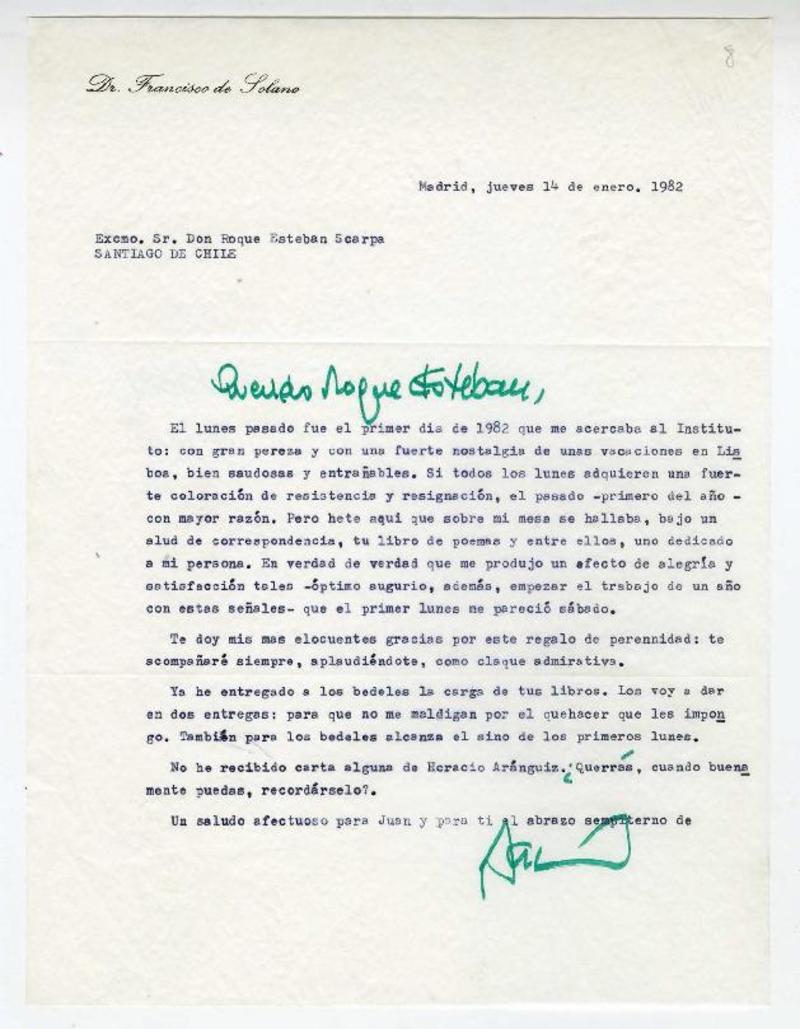 8
Dr. Francisco de Solano
Madrid, jueves 14 de enero. 1982
Excmo. Sr. Don Roque Esteban Scarpa
SANTIAGO DE CHILE
Querido Roque Esteban,
El lunes pasado fue el primer dia de 1982 que me acercaba al Institu-
to: con gran pereza y con una fuerte nostalgia de unas vacaciones en Lis
boa, bien saudosas y entrañables. Si todos los lunes adquieren una fuer-
te coloración de resistencia y resignación, el pasado -primero del año -
con mayor razón. Pero hete aqui que sobre mi mesa se hallaba, bajo un
alud de correspondencia, tu libro de poemas y entre ellos, uno dedicado
a mi persona. En verdad de verdad que me produjo un efecto de alegría y
satisfacción tales -óptimo augurio, además, empezar el trabajo de un año
con estas señales- que el primer lunes me pareció sábado.
Te doy mis mas elocuentes gracias por este regalo de perennidad: te
acompañaré siempre, aplaudiéndote, como claque admirativa.
Ya he entregado a los bedeles la carga de tus libros. Los voy a dar
en dos entregas: para que no me maldigan por el quehacer que les impon
go. También para los bedeles alcanza el sino de los primeros lunes.
No he recibido carta alguna de Horacio Aránguiz.¿Querrás, cuando buena
mente puedas, recordárselo?.
Un saludo afectuoso para Juan y para ti el abrazo sempiterno de